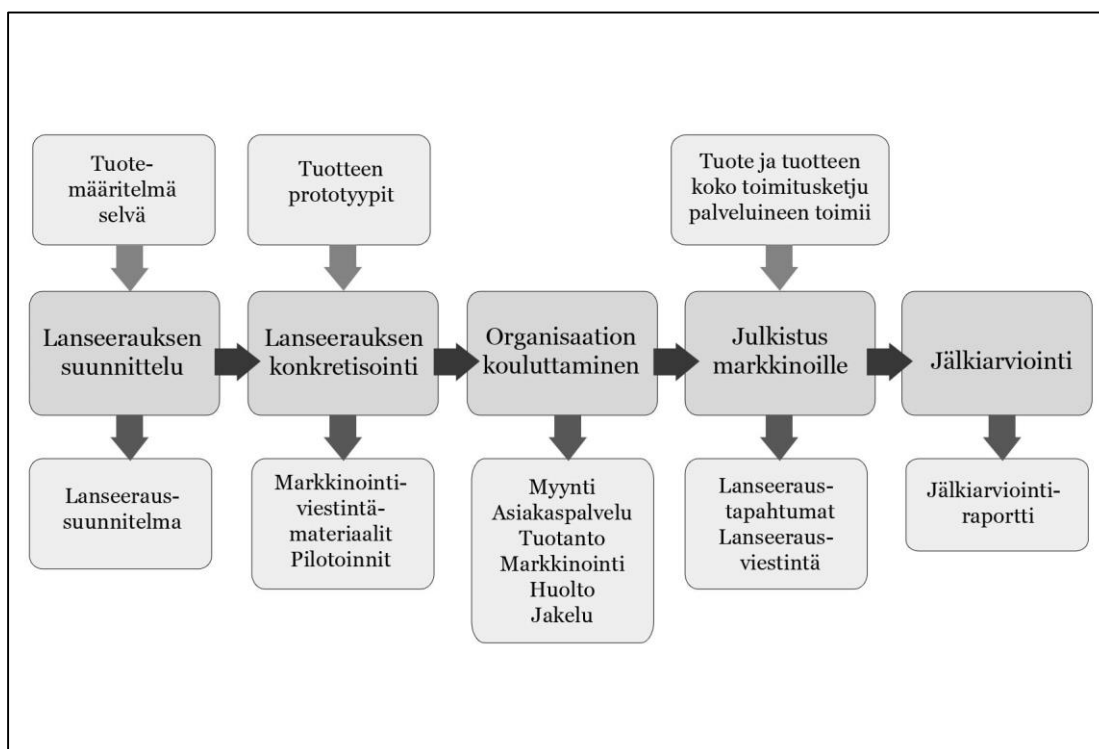 Tuote-
määritelmä
selvä
Tuotteen
prototyypit
Tuote ja tuotteen
koko toimitusketju
palveluineen toimii
Lanseerauksen
suunnittelu
Lanseerauksen
konkretisointi
Organisaation
kouluttaminen
Julkistus
markkinoille
Jälkiarviointi
Lanseeraus-
suunnitelma
Markkinointi-
viestintä-
materiaalit
Pilotoinnit
Myynti
Asiakaspalvelu
Tuotanto
Markkinointi
Huolto
Jakelu
Lanseeraus-
tapahtumat
Lanseeraus-
viestintä
Jälkiarviointi-
raportti